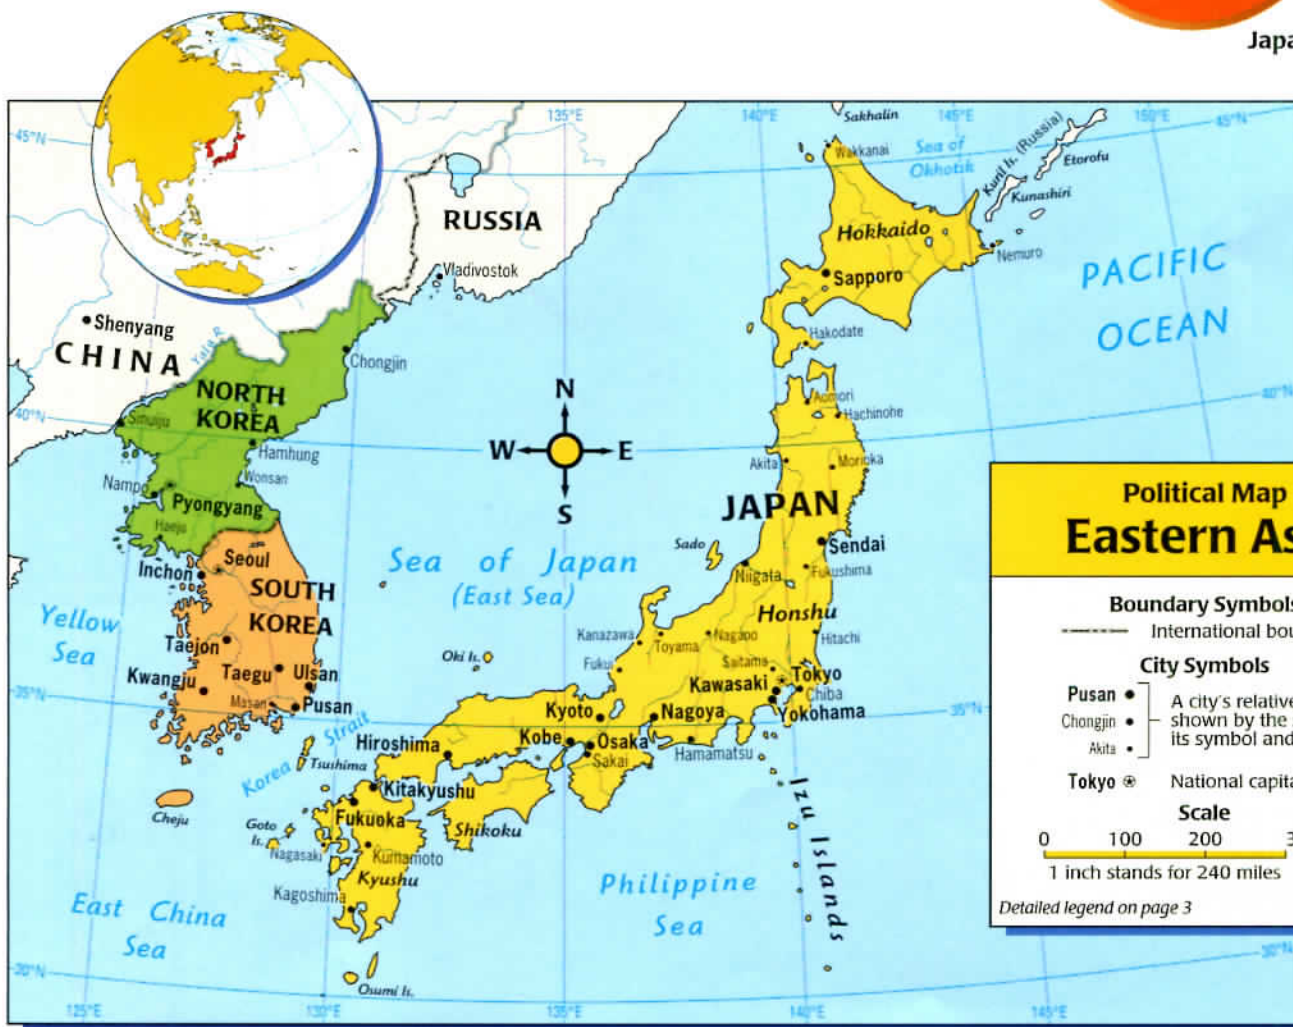 Japa
45°N
135°E
140°E
Sakhalin
145°E
150°E
45°N
Wakkanai
Sea of
Okhotsk
Kuril Is. (Russia)
Etorofu
Kunashiri
RUSSIA
Hokkaido
Nemuro
Vladivostok
Sapporo
PACIFIC
OCEAN
Shenyang
CHINA
Yalu R.
Chongjin
Hakodate
NORTH
KOREA
N
W E
S
40°N
40°N
Sinuiju
Hamhung
Aomori
Hachinohe
Akita
Morioka
Nampo
Wonsan
Pyongyang
Haeju
JAPAN
Political Map
Eastern As
Seoul
Inchon
SOUTH
KOREA
Sea of Japan
(East Sea)
Sado
Sendai
Niigata
Fukushima
Yellow
Sea
Honshu
Boundary Symbols
International bou
Taejon
Kanazawa
Toyama
Nagano
Hitachi
Taegu
Ulsan
Oki Is.
Fukui
Saitama
City Symbols
Kwangju
Masan
Pusan
Tokyo
Kawasaki
Chiba
Yokohama
Pusan
Chongjin
Akita
A city's relative
shown by the
its symbol and
35°N
35°N
Kyoto
Nagoya
Korea Strait
Hiroshima
Kobe
Osaka
Sakai
Hamamatsu
Tsushima
Tokyo
National capita
Kitakyushu
Izu Islands
Scale
Cheju
Goto
Is.
Fukuoka
Shikoku
0 100 200 3
Nagasaki
Kumamoto
1 inch stands for 240 miles
Kyushu
Kagoshima
Philippine
Sea
Detailed legend on page 3
East China
Sea
30°N
30°N
Osumi Is.
125°E
130°E
135°E
140°E
145°E